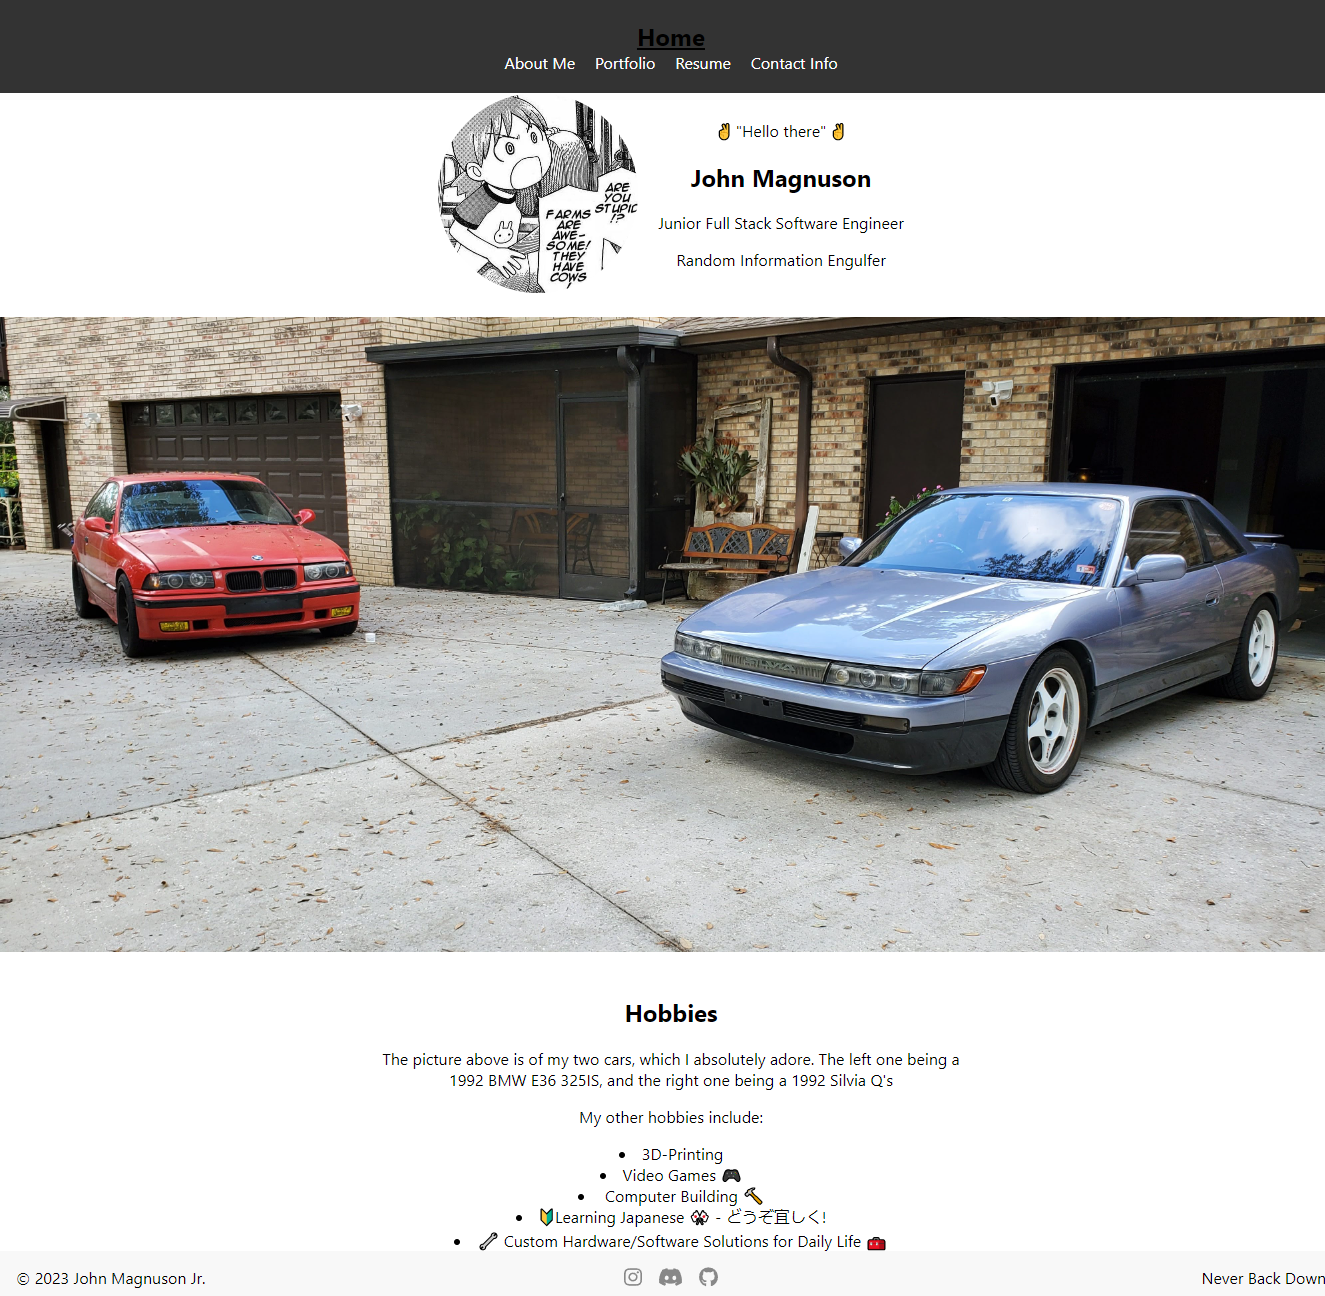 Home
About Me Portfolio Resume Contact Info
✌ "Hello there" ✌
John Magnuson
Junior Full Stack Software Engineer
Random Information Engulfer
ARE
YOU
STUPID
!?
FARMS
ARE
AWE-
SOME!
THEY
HAVE
COWS
Hobbies
The picture above is of my two cars, which I absolutely adore. The left one being a
1992 BMW E36 325IS, and the right one being a 1992 Silvia Q's
My other hobbies include:
• 3D-Printing
• Video Games 🎮
• Computer Building 🔨
• 🔰Learning Japanese 🎌 - どうぞ宜しく!
• 🦴 Custom Hardware/Software Solutions for Daily Life 🧰
© 2023 John Magnuson Jr.
Never Back Down